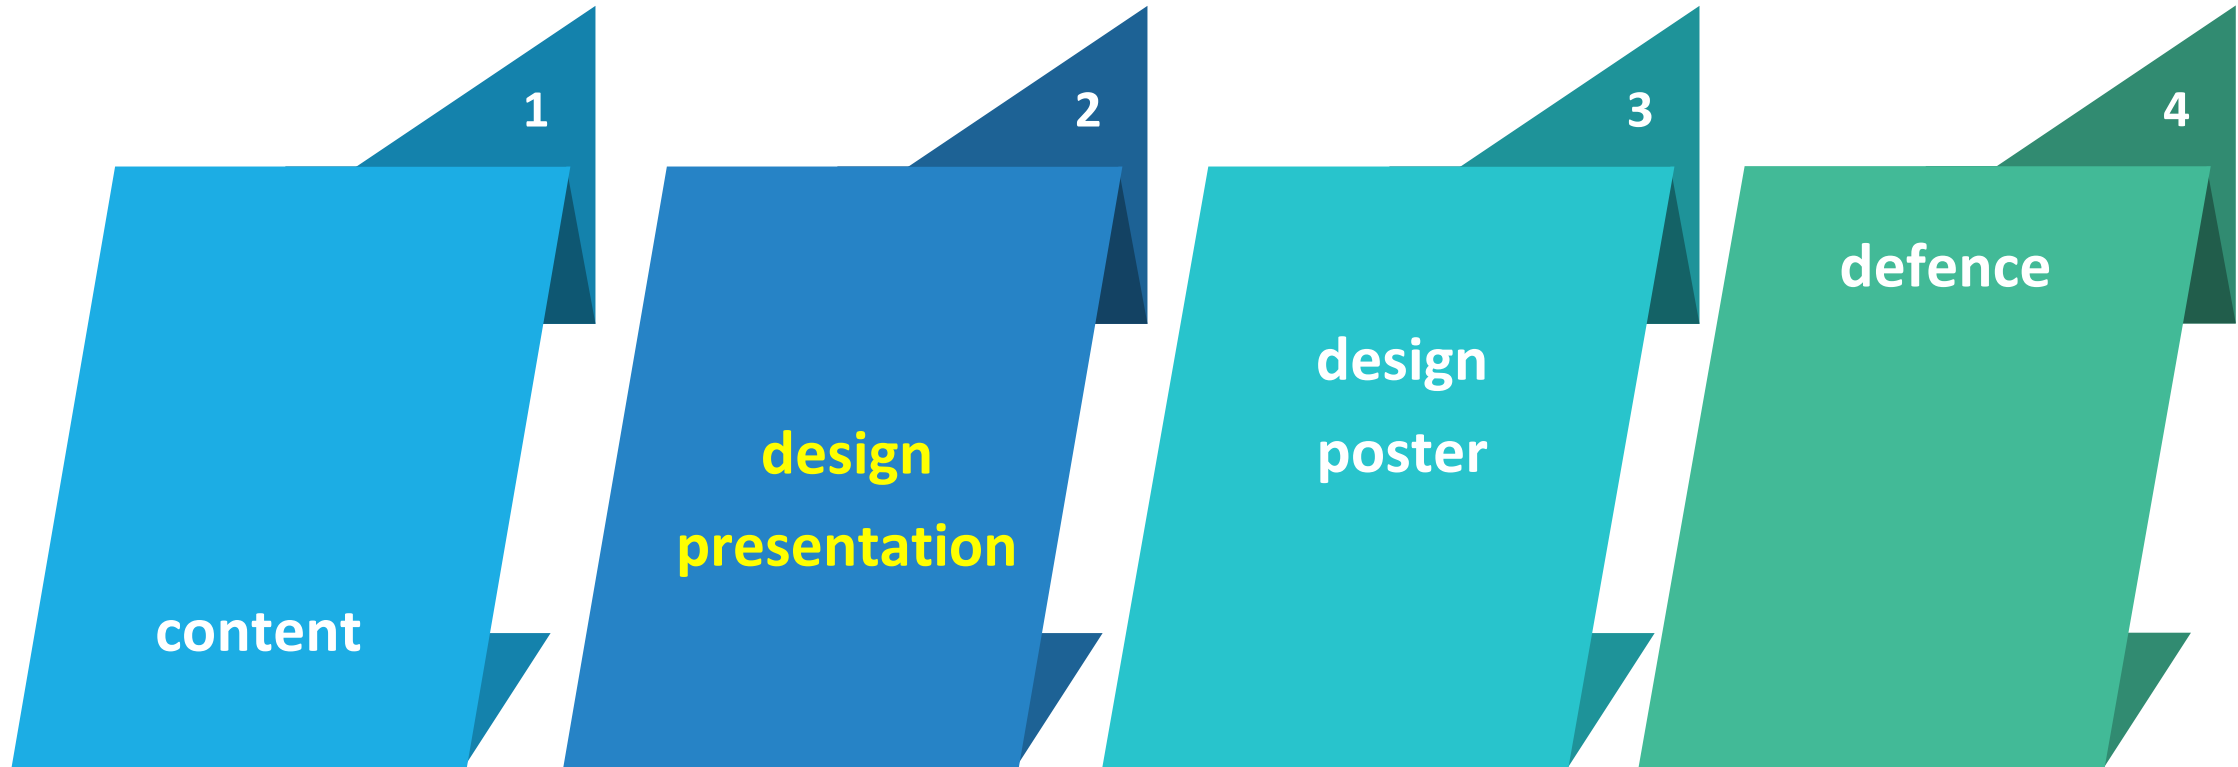 1
content
2
design
presentation
3
design
poster
4
defence